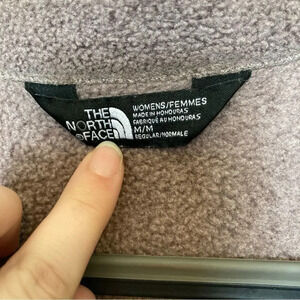 THE
NORTH
FACE
WOMENS/FEMMES
MADE IN HONDURAS
FABRIQUÉ AU HONDURAS
M/M
REGULAR/NORMALE